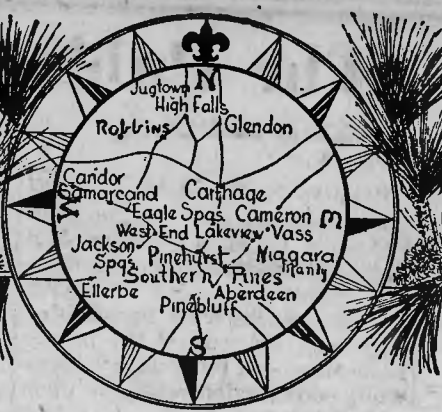 N
Jugtown
High Falls
Robbins Glendon
Candor
Samarcand Carthage
W Eagle Spgs. Cameron E
West End Lakeview Vass
Jackson Pinehurst Niagara
Spgs. Manly
Southern Pines
Ellerbe Aberdeen
Pinebluff
S